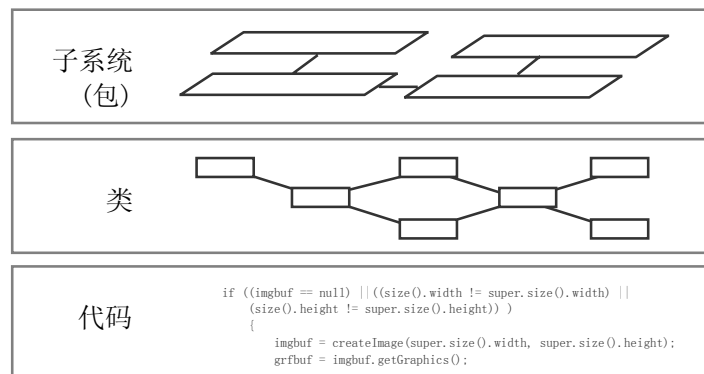 子系统
(包)
类
代码
if ((imgbuf == null) ||((size().width != super.size().width) ||
(size().height != super.size().height)) )
{
imgbuf = createImage(super.size().width, super.size().height);
grfbuf = imgbuf.getGraphics();